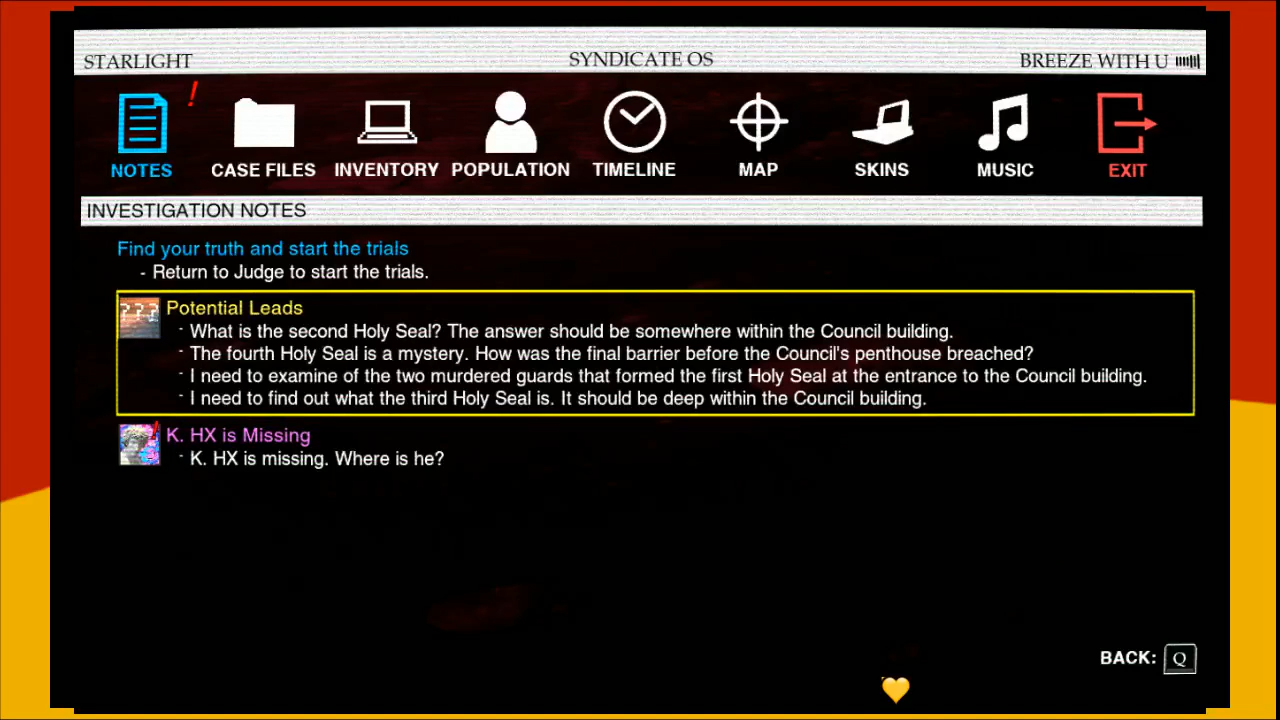 STARLIGHT SYNDICATE OS BREEZE WITH U
!
NOTES CASE FILES INVENTORY POPULATION TIMELINE MAP SKINS MUSIC EXIT
INVESTIGATION NOTES
Find your truth and start the trials
- Return to Judge to start the trials.
??? Potential Leads
- What is the second Holy Seal? The answer should be somewhere within the Council building.
- The fourth Holy Seal is a mystery. How was the final barrier before the Council's penthouse breached?
- I need to examine of the two murdered guards that formed the first Holy Seal at the entrance to the Council building.
- I need to find out what the third Holy Seal is. It should be deep within the Council building.
! K. HX is Missing
- K. HX is missing. Where is he?
BACK: Q